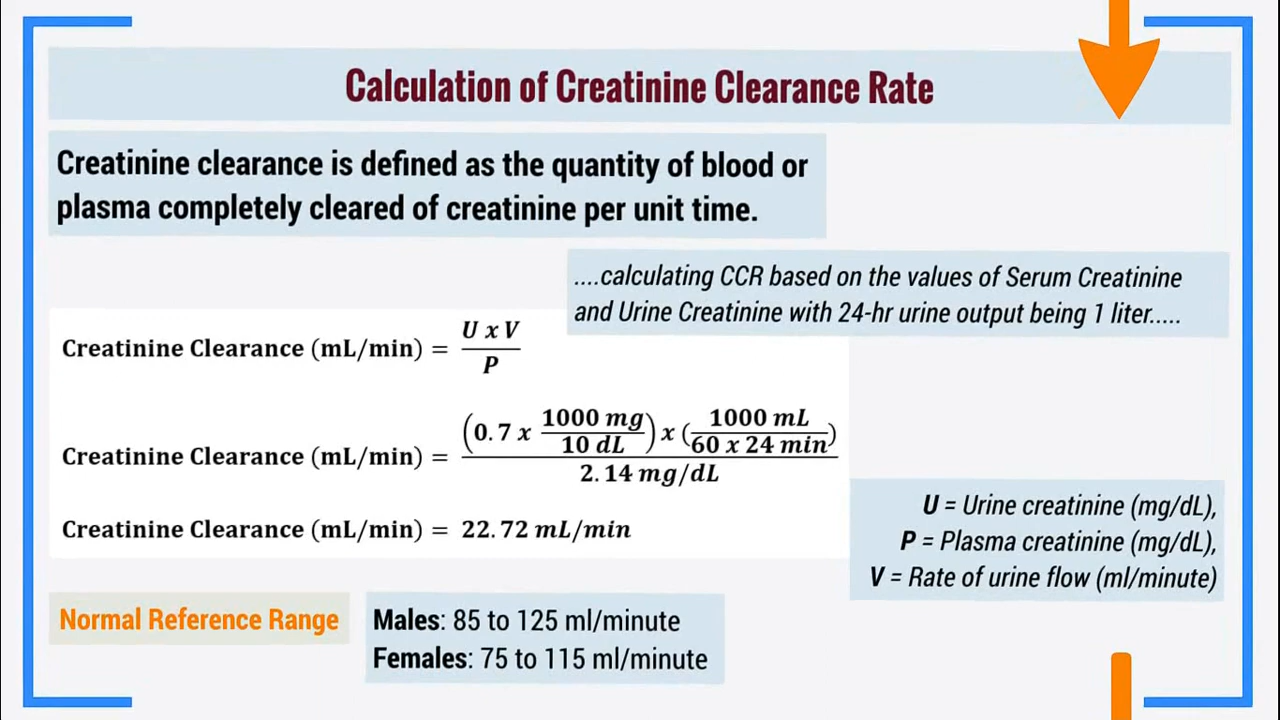 Calculation of Creatinine Clearance Rate
Creatinine clearance is defined as the quantity of blood or
plasma completely cleared of creatinine per unit time.
....calculating CCR based on the values of Serum Creatinine
and Urine Creatinine with 24-hr urine output being 1 liter.....
Creatinine Clearance (mL/min) = U x V / P
Creatinine Clearance (mL/min) = (0.7 x 1000 mg / 10 dL) x (1000 mL / 60 x 24 min) / 2.14 mg/dL
Creatinine Clearance (mL/min) = 22.72 mL/min
U = Urine creatinine (mg/dL),
P = Plasma creatinine (mg/dL),
V = Rate of urine flow (ml/minute)
Normal Reference Range
Males: 85 to 125 ml/minute
Females: 75 to 115 ml/minute